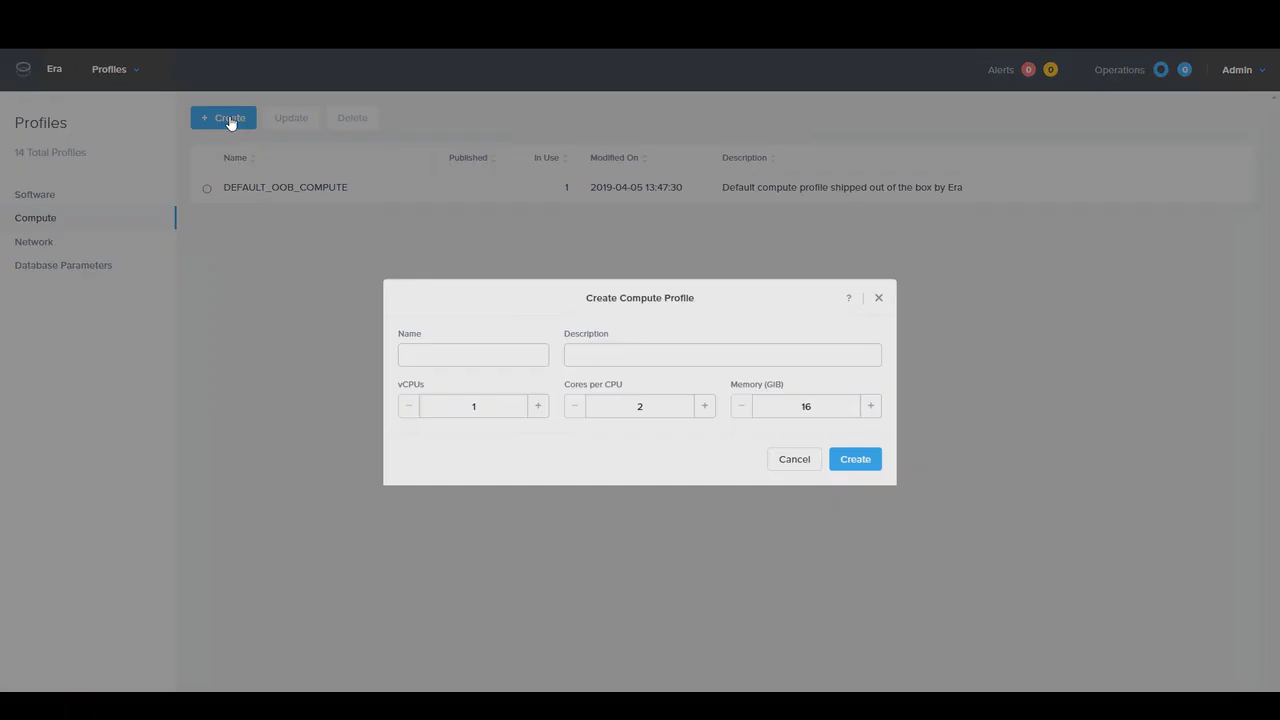 Era Profiles Alerts 0 0 Operations 0 Admin
Profiles
14 Total Profiles
Software
Compute
Network
Database Parameters
+ Create Update Delete
Name Published In Use Modified On Description
DEFAULT_OOB_COMPUTE 1 2019-04-05 13:47:30 Default compute profile shipped out of the box by Era
Create Compute Profile ? ×
Name Description
vCPUs Cores per CPU Memory (GiB)
− 1 + − 2 + − 16 +
Cancel Create